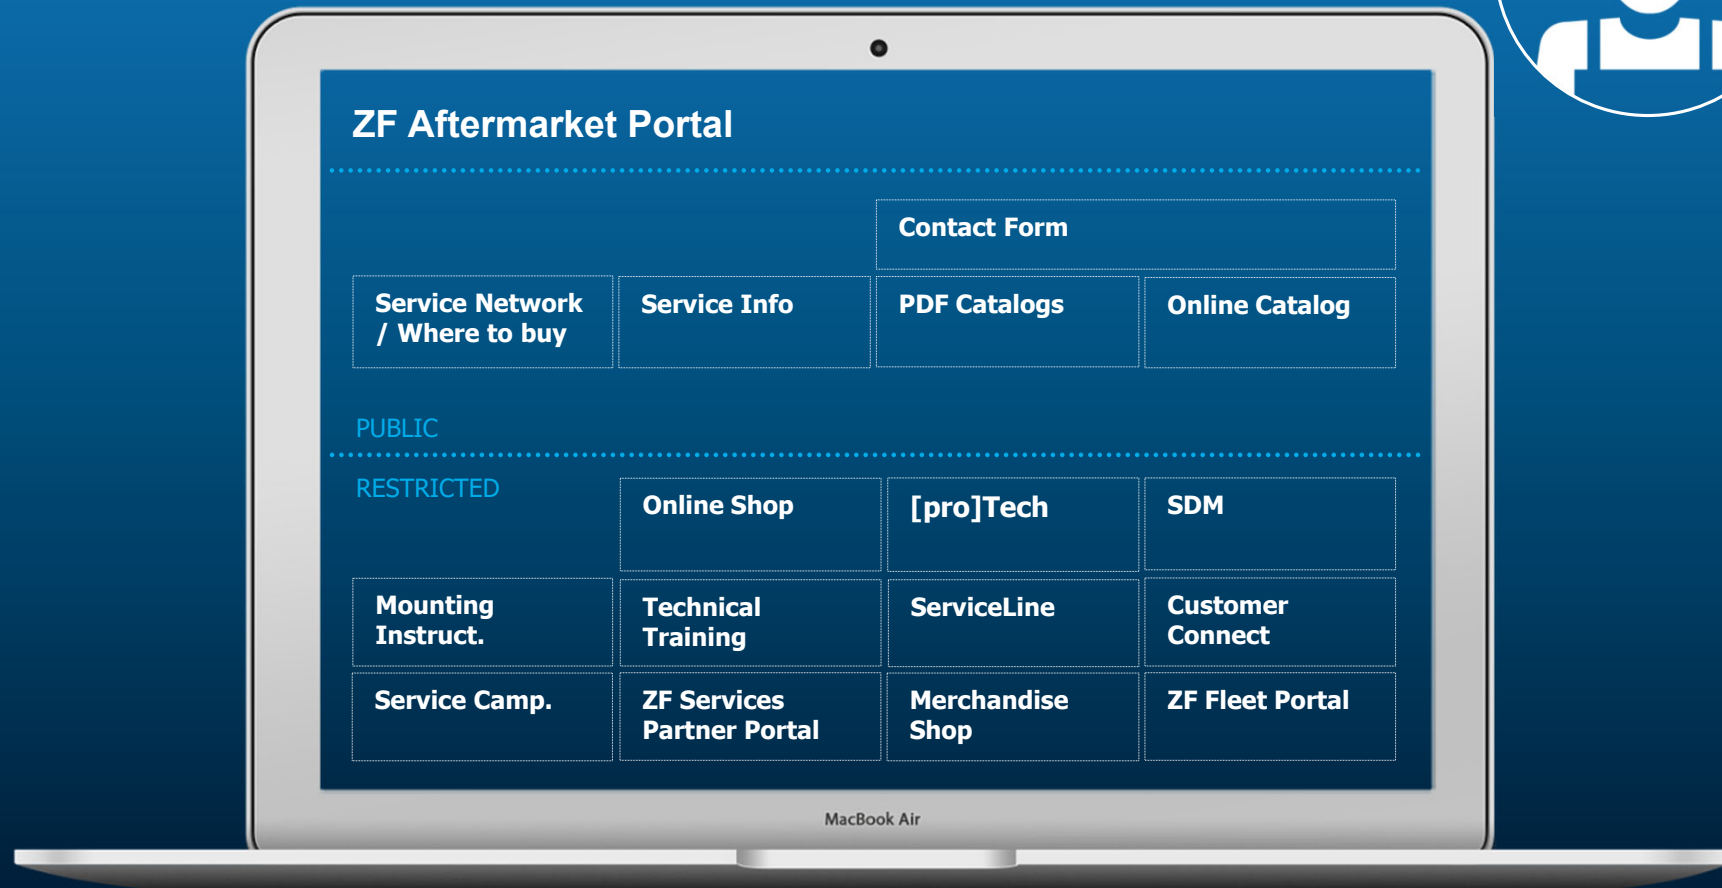 ZF Aftermarket Portal
Contact Form
Service Network
/ Where to buy
Service Info
PDF Catalogs
Online Catalog
PUBLIC
RESTRICTED
Online Shop
[pro]Tech
SDM
Mounting
Instruct.
Technical
Training
ServiceLine
Customer
Connect
Service Camp.
ZF Services
Partner Portal
Merchandise
Shop
ZF Fleet Portal
MacBook Air